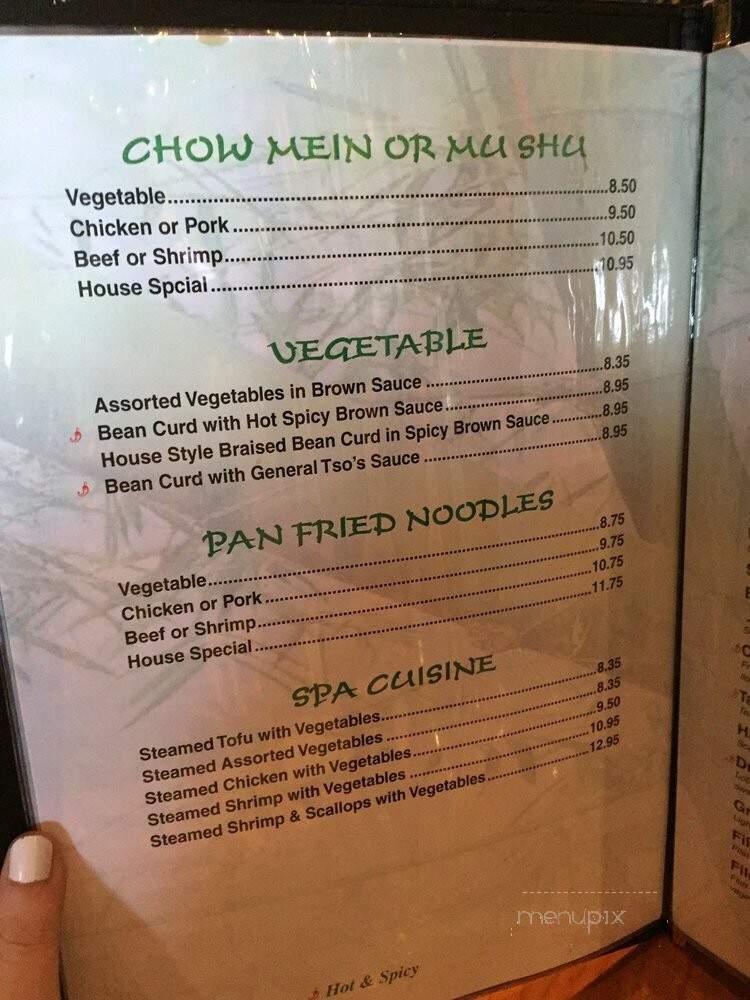 CHOW MEIN OR MU SHU
Vegetable..........8.50
Chicken or Pork..........9.50
Beef or Shrimp..........10.50
House Spcial..........10.95
VEGETABLE
Assorted Vegetables in Brown Sauce..........8.35
Bean Curd with Hot Spicy Brown Sauce..........8.95
House Style Braised Bean Curd in Spicy Brown Sauce..........8.95
Bean Curd with General Tso's Sauce..........8.95
PAN FRIED NOODLES
Vegetable..........8.75
Chicken or Pork..........9.75
Beef or Shrimp..........10.75
House Special..........11.75
SPA CUISINE
Steamed Tofu with Vegetables..........8.35
Steamed Assorted Vegetables..........8.35
Steamed Chicken with Vegetables..........9.50
Steamed Shrimp with Vegetables..........10.95
Steamed Shrimp & Scallops with Vegetables..........12.95
menupix
Hot & Spicy